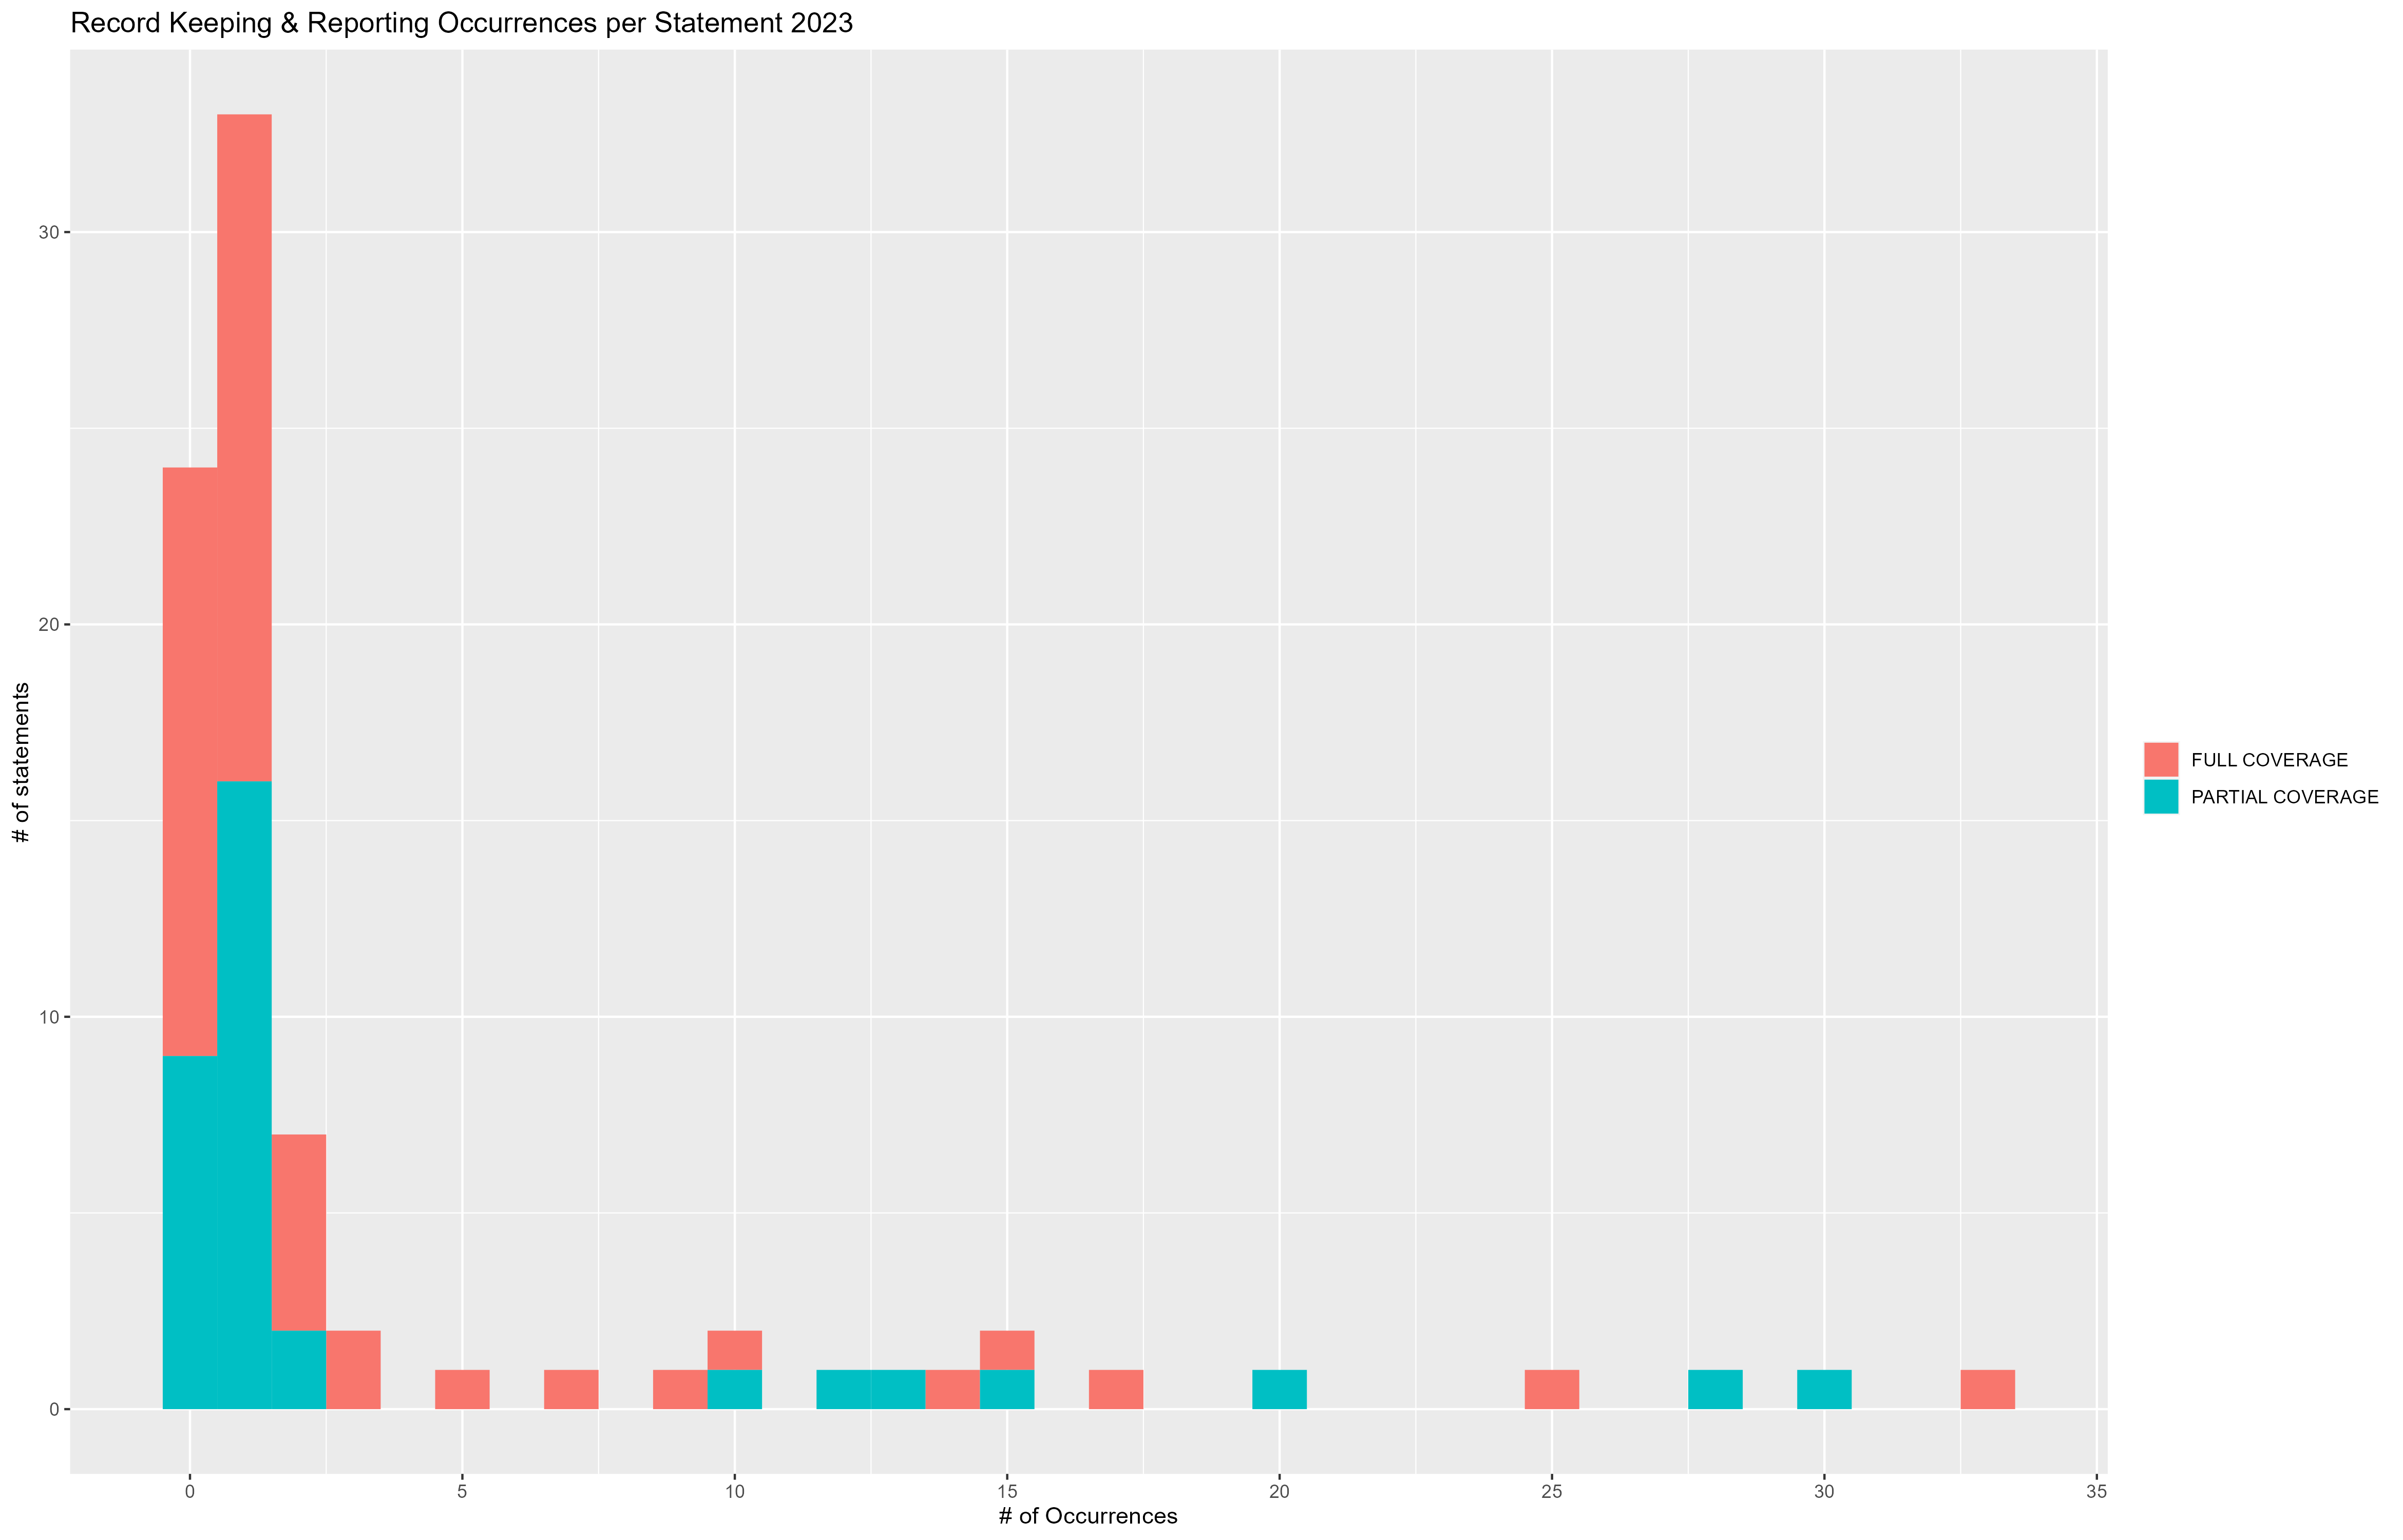 Record Keeping & Reporting Occurrences per Statement 2023
# of statements
30
20
10
0
0 5 10 15 20 25 30 35
# of Occurrences
FULL COVERAGE
PARTIAL COVERAGE